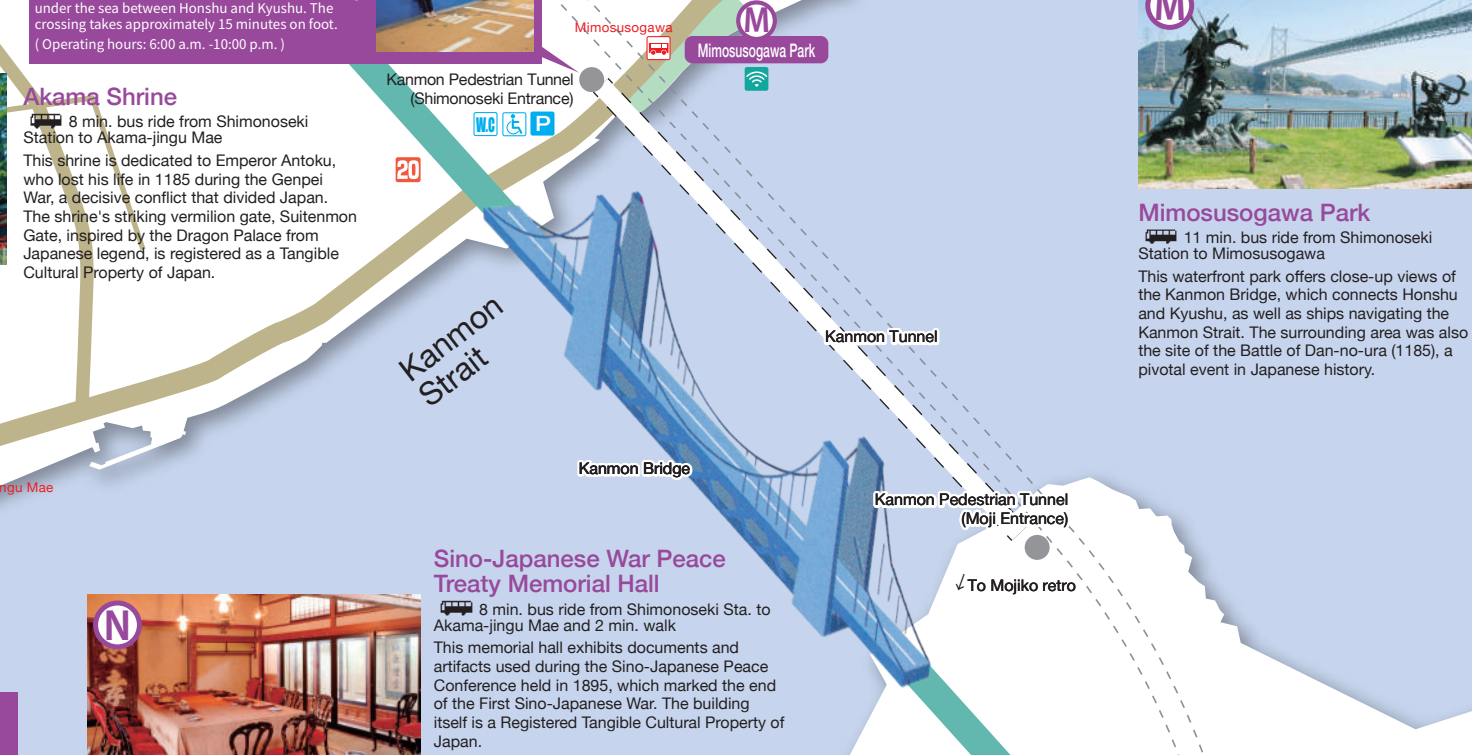 under the sea between Honshu and Kyushu. The
crossing takes approximately 15 minutes on foot.
( Operating hours: 6:00 a.m. -10:00 p.m. )
Akama Shrine
8 min. bus ride from Shimonoseki
Station to Akama-jingu Mae
This shrine is dedicated to Emperor Antoku,
who lost his life in 1185 during the Genpei
War, a decisive conflict that divided Japan.
The shrine's striking vermilion gate, Suitenmon
Gate, inspired by the Dragon Palace from
Japanese legend, is registered as a Tangible
Cultural Property of Japan.
Mimosusogawa
M
Mimosusogawa Park
Kanmon Pedestrian Tunnel
(Shimonoseki Entrance)
W.C P
20
Kanmon
Strait
Kanmon Tunnel
Kanmon Bridge
Kanmon Pedestrian Tunnel
(Moji Entrance)
↓To Mojiko retro
M
Mimosusogawa Park
11 min. bus ride from Shimonoseki
Station to Mimosusogawa
This waterfront park offers close-up views of
the Kanmon Bridge, which connects Honshu
and Kyushu, as well as ships navigating the
Kanmon Strait. The surrounding area was also
the site of the Battle of Dan-no-ura (1185), a
pivotal event in Japanese history.
ngu Mae
N
Sino-Japanese War Peace
Treaty Memorial Hall
8 min. bus ride from Shimonoseki Sta. to
Akama-jingu Mae and 2 min. walk
This memorial hall exhibits documents and
artifacts used during the Sino-Japanese Peace
Conference held in 1895, which marked the end
of the First Sino-Japanese War. The building
itself is a Registered Tangible Cultural Property of
Japan.